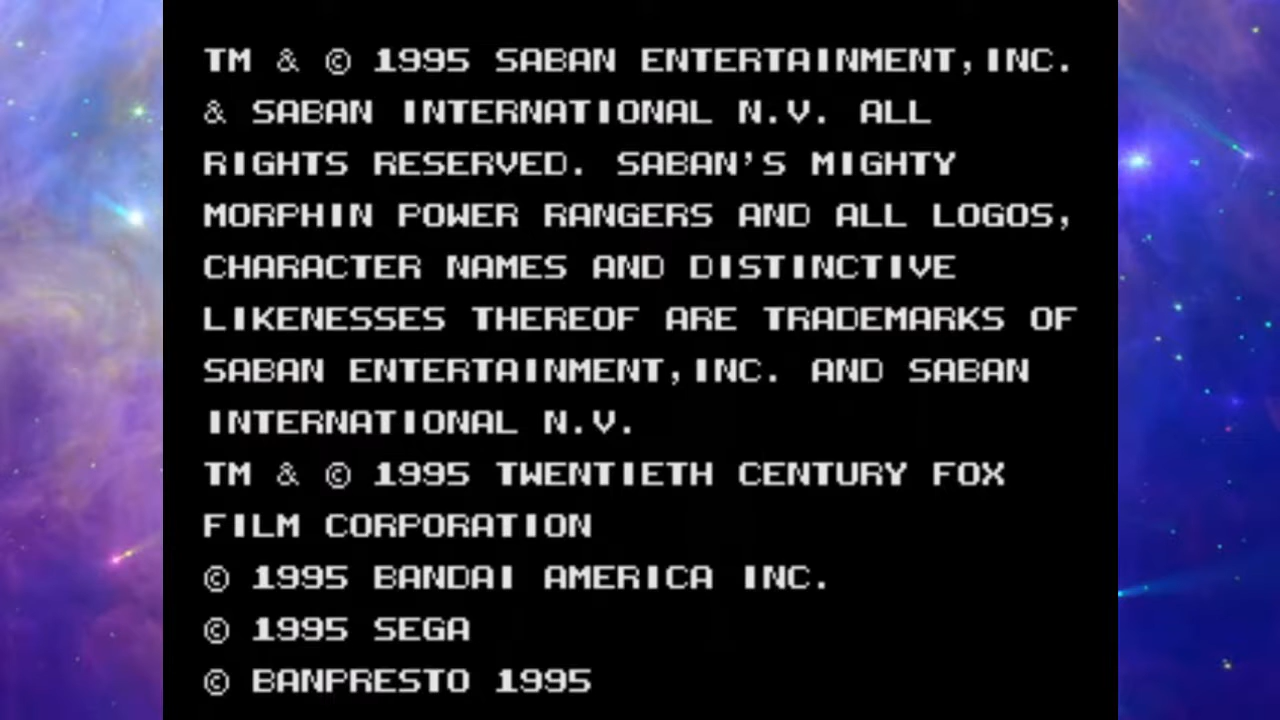 TM & © 1995 SABAN ENTERTAINMENT,INC.
& SABAN INTERNATIONAL N.V. ALL
RIGHTS RESERVED. SABAN'S MIGHTY
MORPHIN POWER RANGERS AND ALL LOGOS,
CHARACTER NAMES AND DISTINCTIVE
LIKENESSES THEREOF ARE TRADEMARKS OF
SABAN ENTERTAINMENT,INC. AND SABAN
INTERNATIONAL N.V.
TM & © 1995 TWENTIETH CENTURY FOX
FILM CORPORATION
© 1995 BANDAI AMERICA INC.
© 1995 SEGA
© BANPRESTO 1995